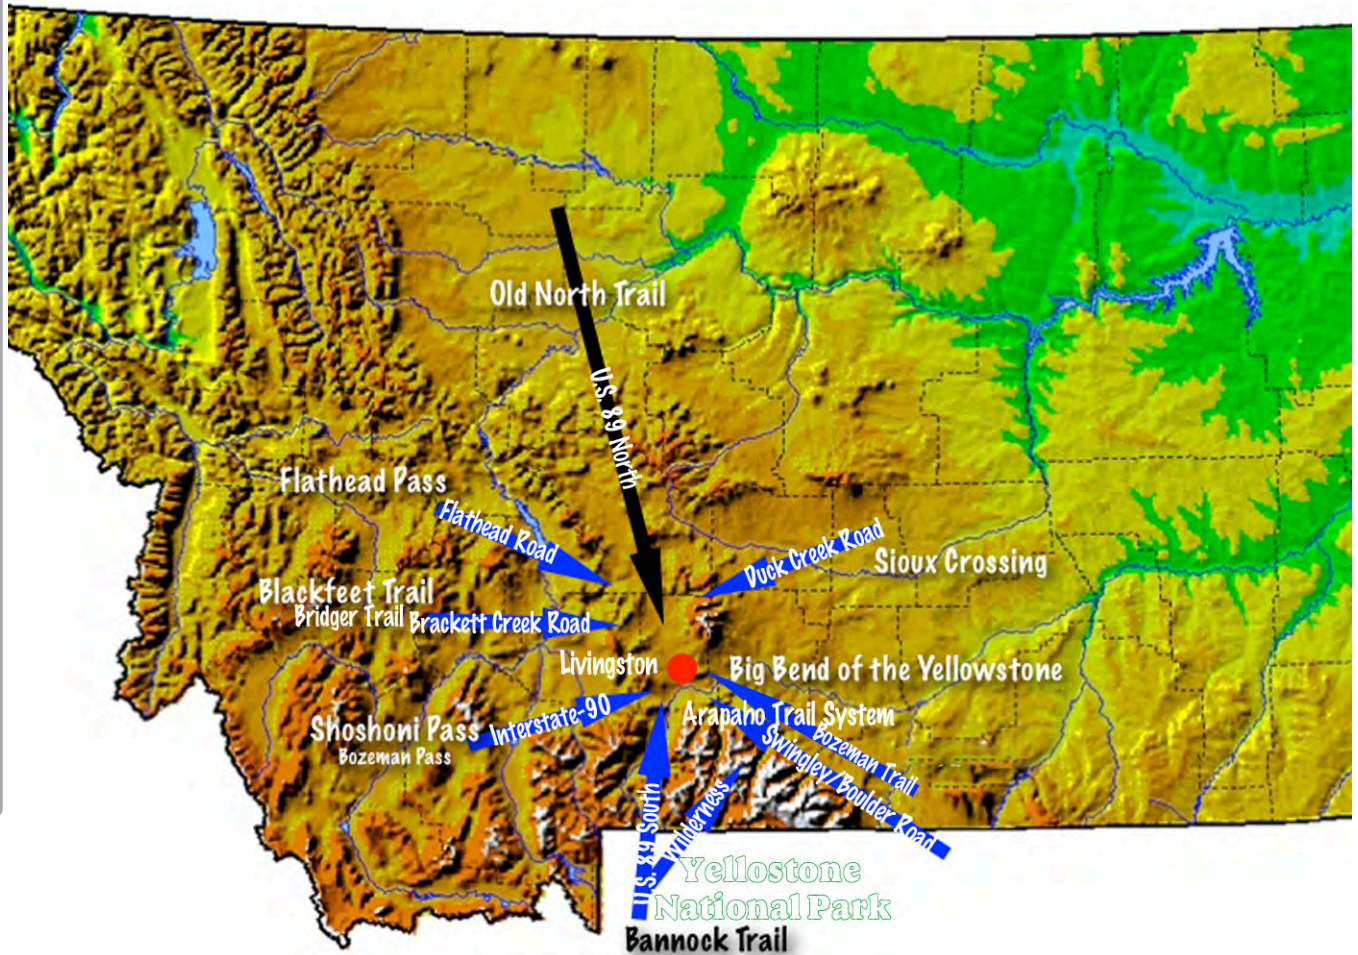 Old North Trail
U.S. 89 North
Flathead Pass
Flathead Road
Duck Creek Road
Sioux Crossing
Blackfeet Trail
Bridger Trail
Brackett Creek Road
Livingston
Big Bend of the Yellowstone
Arapaho Trail System
Shoshoni Pass
Bozeman Pass
Interstate-90
Bozeman Trail
Swingley/Boulder Road
U.S. 89 South
Wilderness
Yellostone
National Park
Bannock Trail